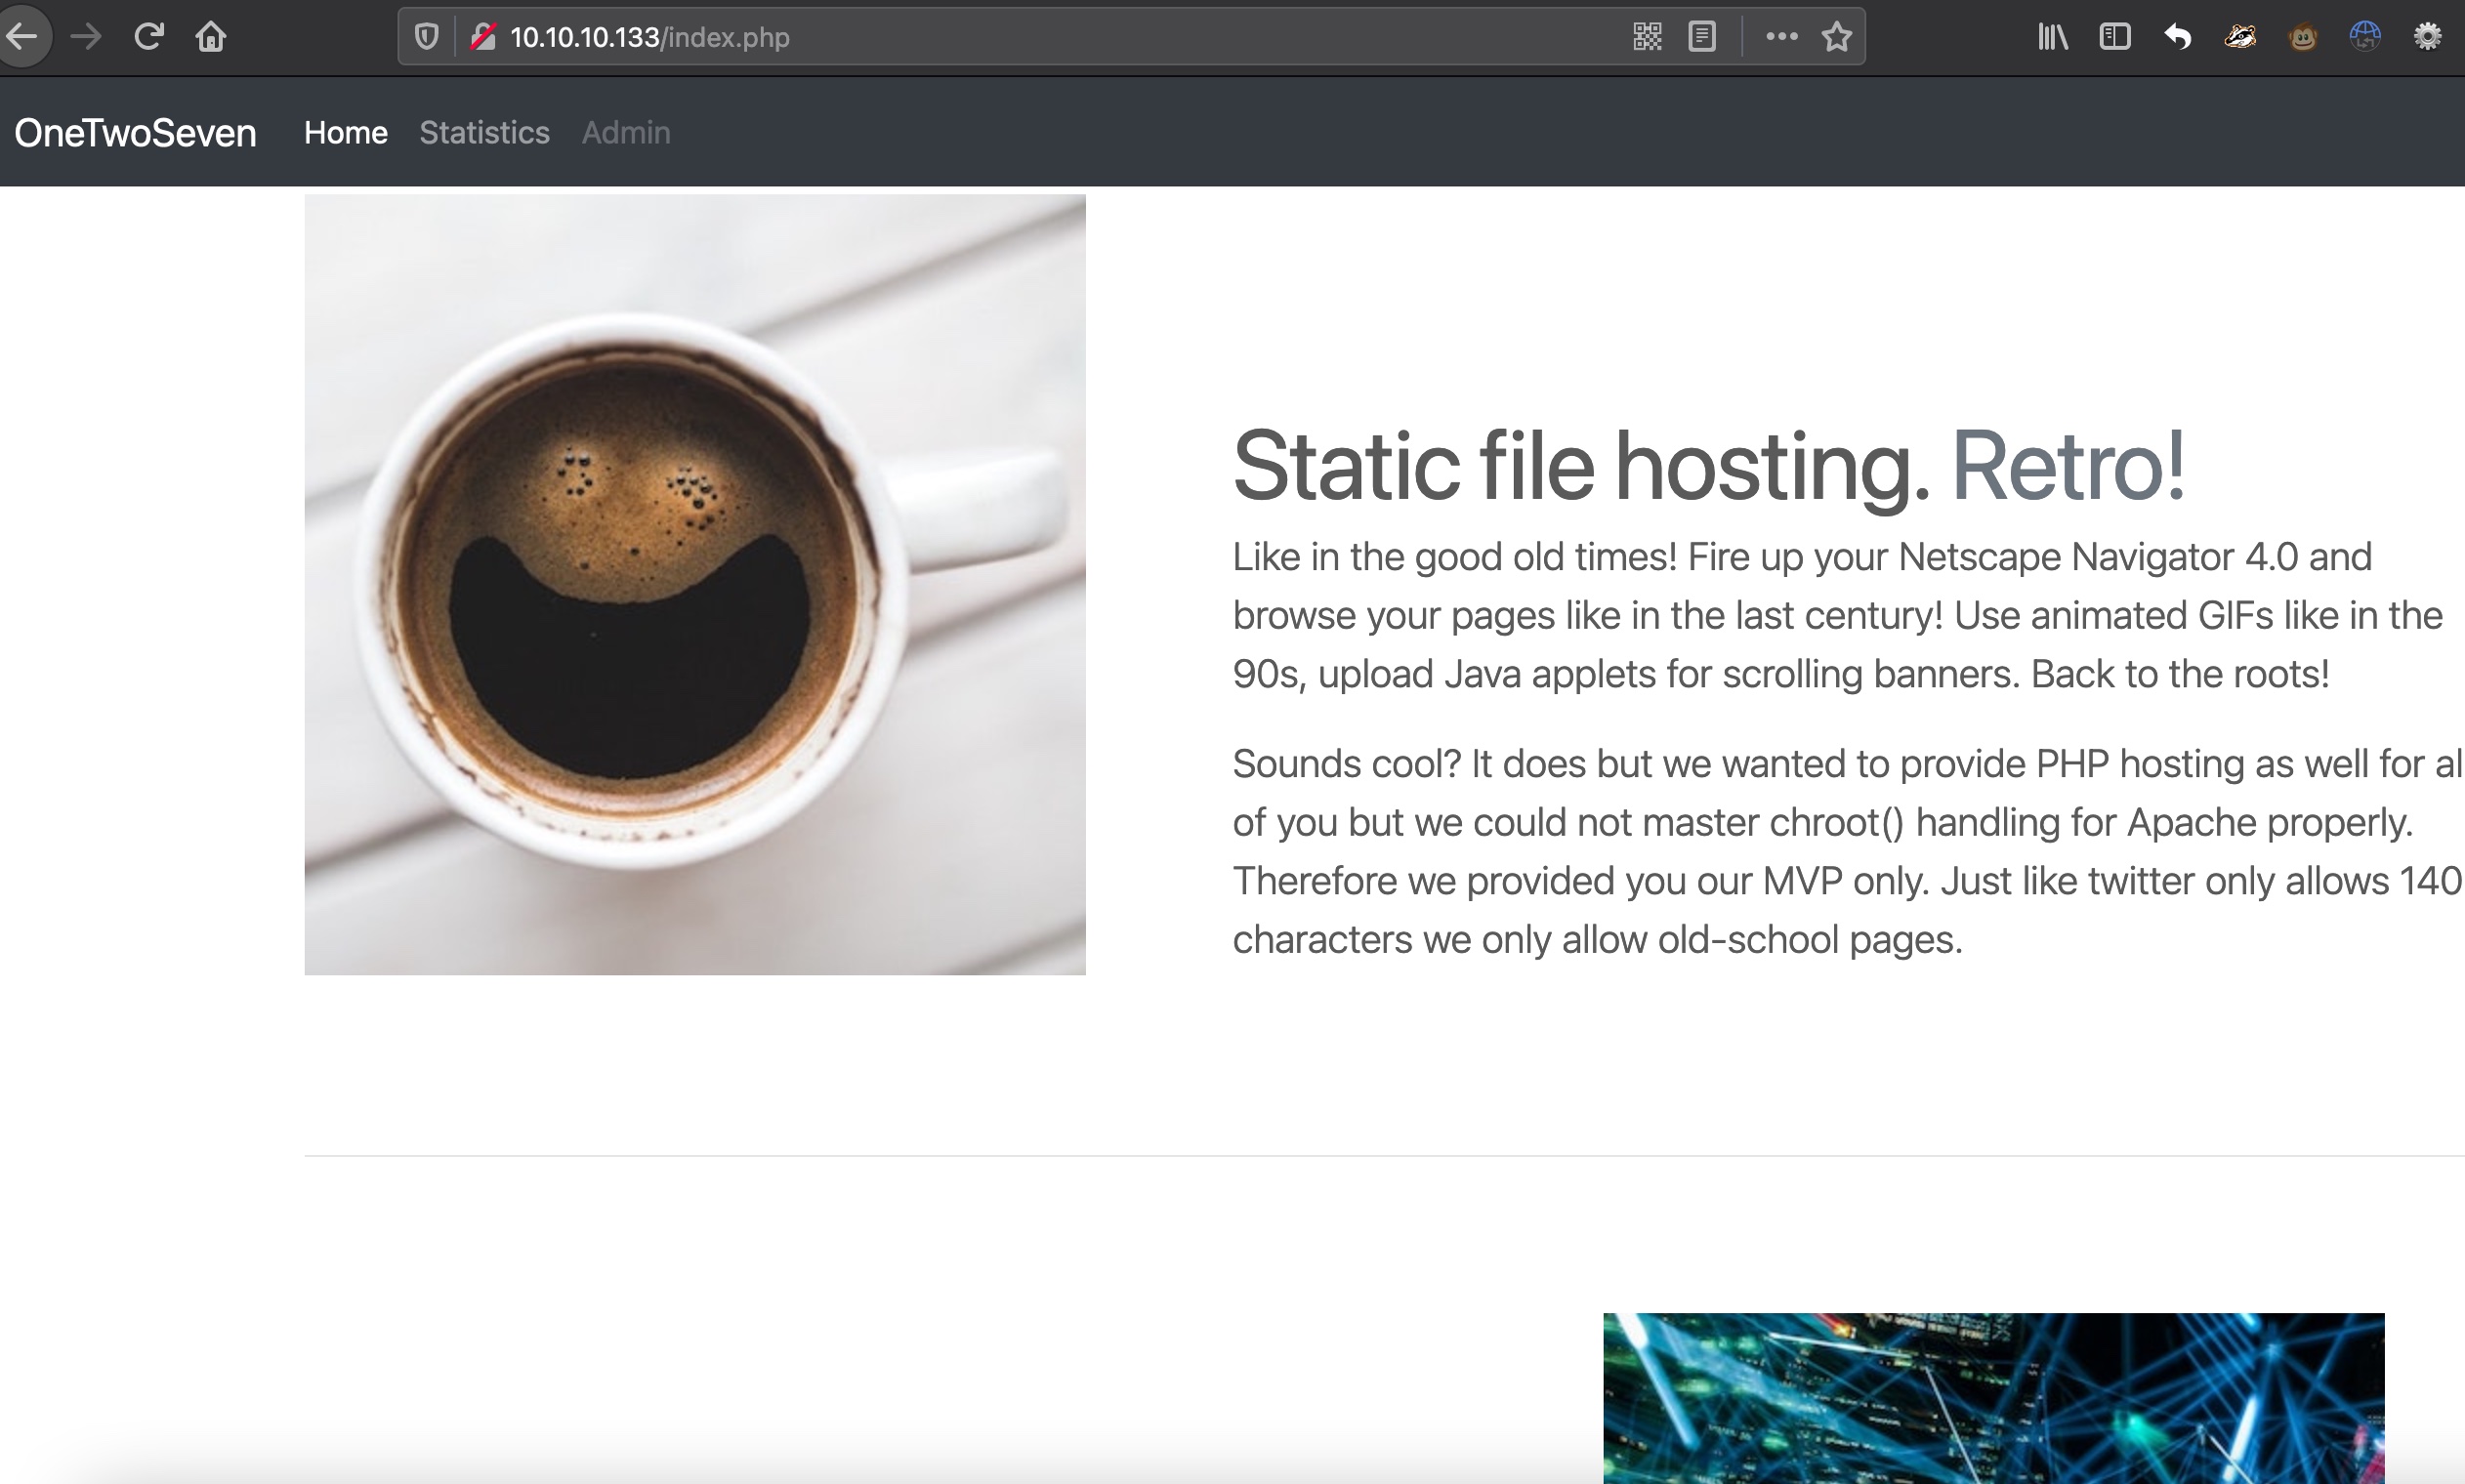 10.10.10.133/index.php
OneTwoSeven Home Statistics Admin
Static file hosting. Retro!
Like in the good old times! Fire up your Netscape Navigator 4.0 and
browse your pages like in the last century! Use animated GIFs like in the
90s, upload Java applets for scrolling banners. Back to the roots!
Sounds cool? It does but we wanted to provide PHP hosting as well for al
of you but we could not master chroot() handling for Apache properly.
Therefore we provided you our MVP only. Just like twitter only allows 140
characters we only allow old-school pages.